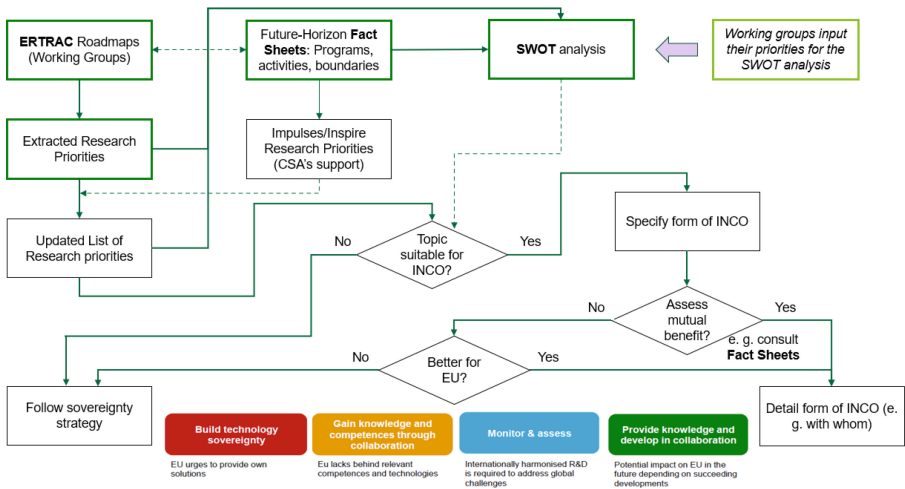 ERTRAC Roadmaps
(Working Groups)
Future-Horizon Fact
Sheets: Programs,
activities, boundaries
SWOT analysis
Working groups input
their priorities for the
SWOT analysis
Extracted Research
Priorities
Impulses/Inspire
Research Priorities
(CSA's support)
Updated List of
Research priorities
No
Topic
suitable for
INCO?
Yes
Specify form of INCO
No
Assess
mutual
benefit?
Yes
e. g. consult
Fact Sheets
No
Better for
EU?
Yes
Follow sovereignty
strategy
Detail form of INCO (e.
g. with whom)
Build technology
sovereignty
EU urges to provide own
solutions
Gain knowledge and
competences through
collaboration
Eu lacks behind relevant
competences and technologies
Monitor & assess
Internationally harmonised R&D
is required to address global
challenges
Provide knowledge and
develop in collaboration
Potential impact on EU in the
future depending on succeeding
developments